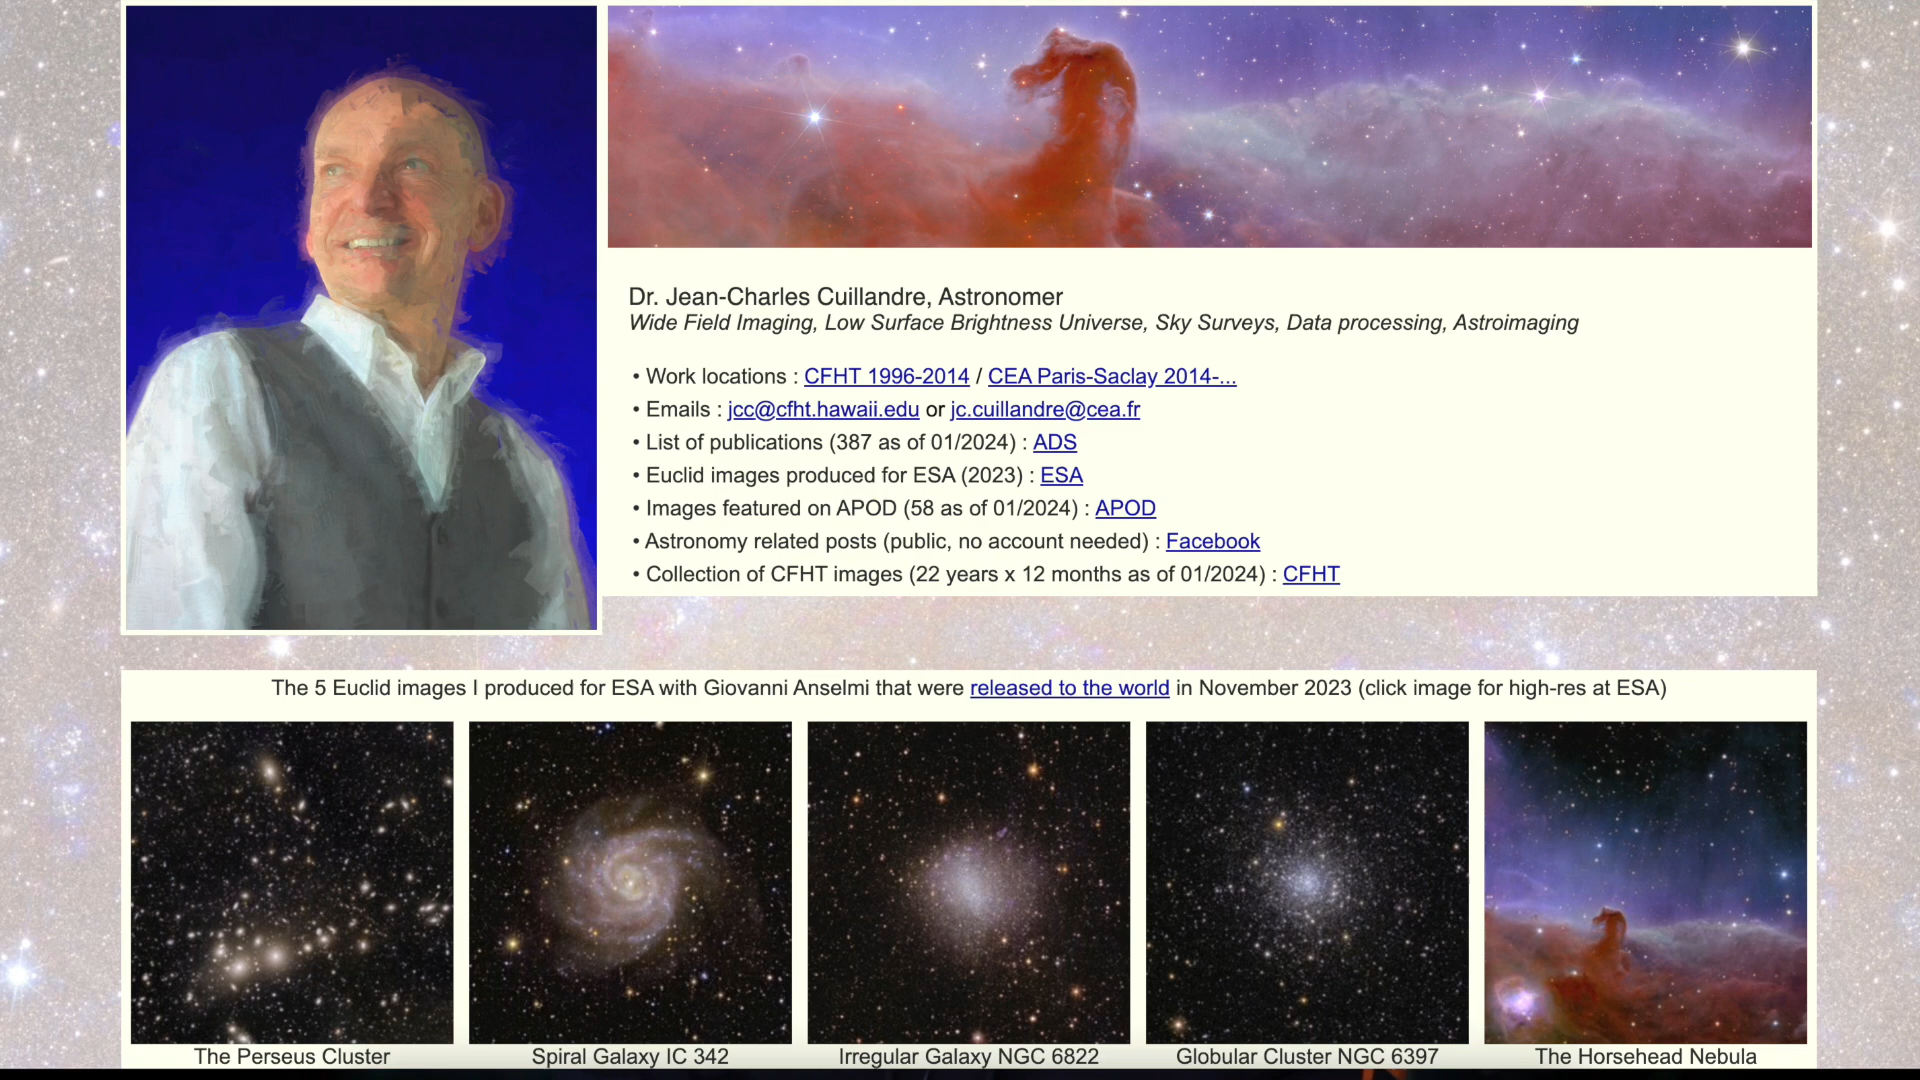 Dr. Jean-Charles Cuillandre, Astronomer
Wide Field Imaging, Low Surface Brightness Universe, Sky Surveys, Data processing, Astroimaging
• Work locations : CFHT 1996-2014 / CEA Paris-Saclay 2014-...
• Emails : jcc@cfht.hawaii.edu or jc.cuillandre@cea.fr
• List of publications (387 as of 01/2024) : ADS
• Euclid images produced for ESA (2023) : ESA
• Images featured on APOD (58 as of 01/2024) : APOD
• Astronomy related posts (public, no account needed) : Facebook
• Collection of CFHT images (22 years x 12 months as of 01/2024) : CFHT
The 5 Euclid images I produced for ESA with Giovanni Anselmi that were released to the world in November 2023 (click image for high-res at ESA)
The Perseus Cluster
Spiral Galaxy IC 342
Irregular Galaxy NGC 6822
Globular Cluster NGC 6397
The Horsehead Nebula